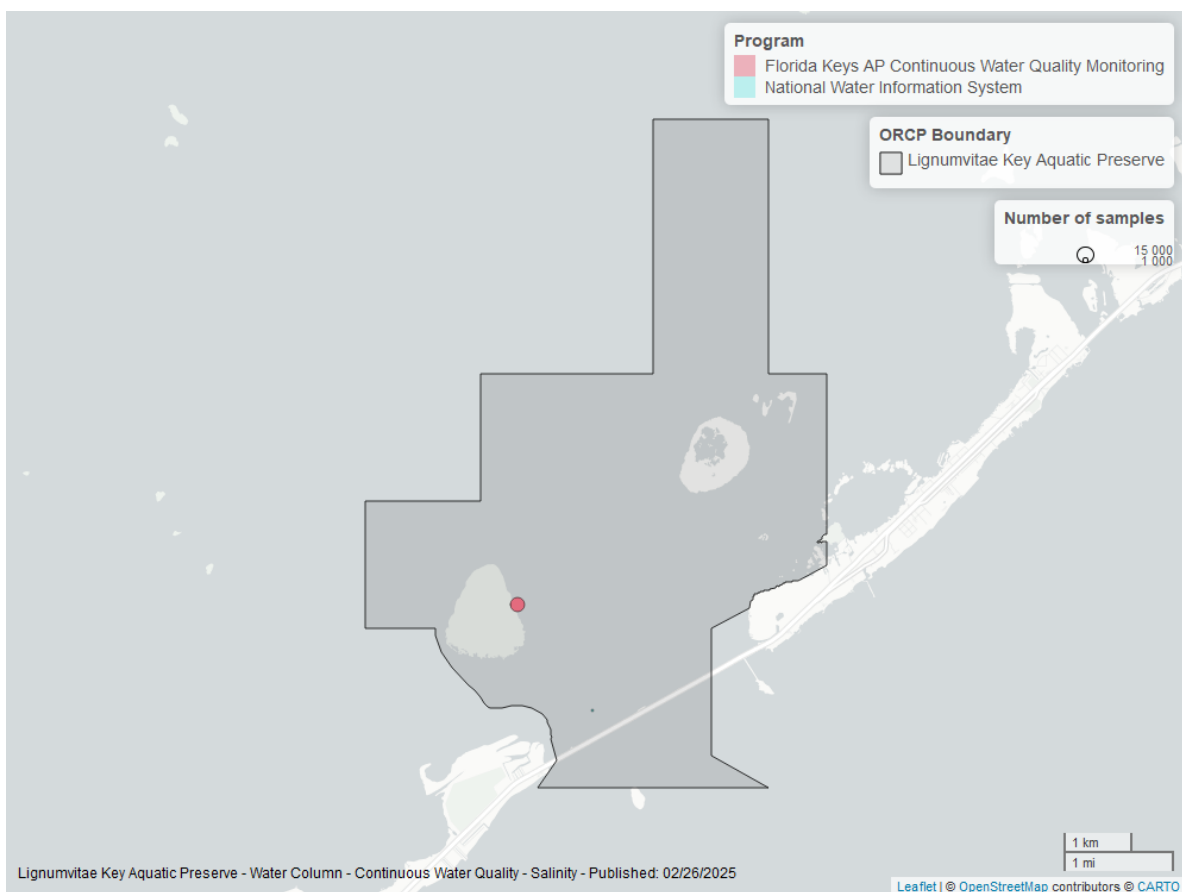 Program
Florida Keys AP Continuous Water Quality Monitoring
National Water Information System
ORCP Boundary
Lignumvitae Key Aquatic Preserve
Number of samples
15 000
1 000
1 km
1 mi
Lignumvitae Key Aquatic Preserve - Water Column - Continuous Water Quality - Salinity - Published: 02/26/2025
Leaflet | © OpenStreetMap contributors © CARTO